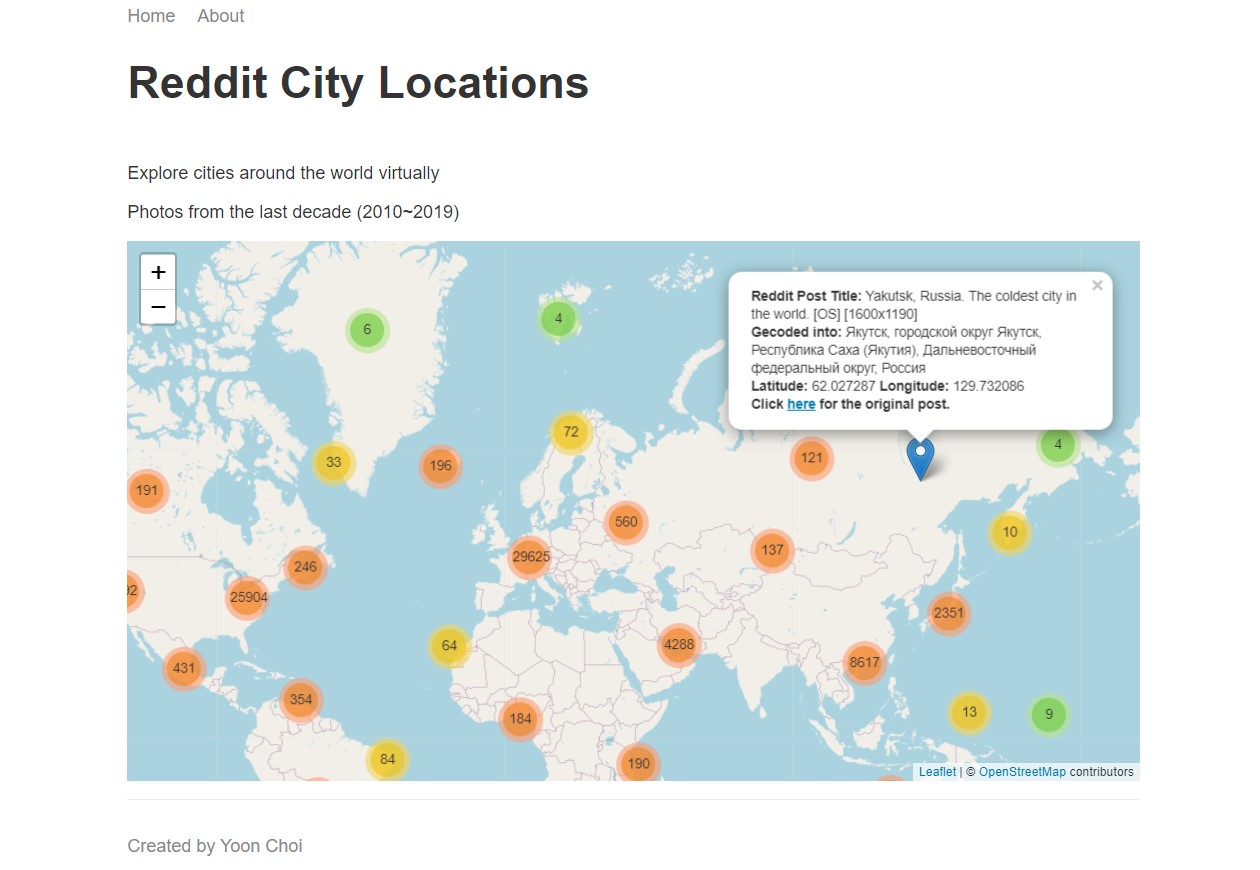 Home About
Reddit City Locations
Explore cities around the world virtually
Photos from the last decade (2010~2019)
+
−
Reddit Post Title: Yakutsk, Russia. The coldest city in
the world. [OS] [1600x1190]
Gecoded into: Якутск, городской округ Якутск,
Республика Саха (Якутия), Дальневосточный
федеральный округ, Россия
Latitude: 62.027287 Longitude: 129.732086
Click here for the original post.
×
6
4
72
33
196
121
4
191
560
10
137
29625
246
25904
2351
64
4288
8617
431
354
184
13
9
84
190
Leaflet | © OpenStreetMap contributors
Created by Yoon Choi